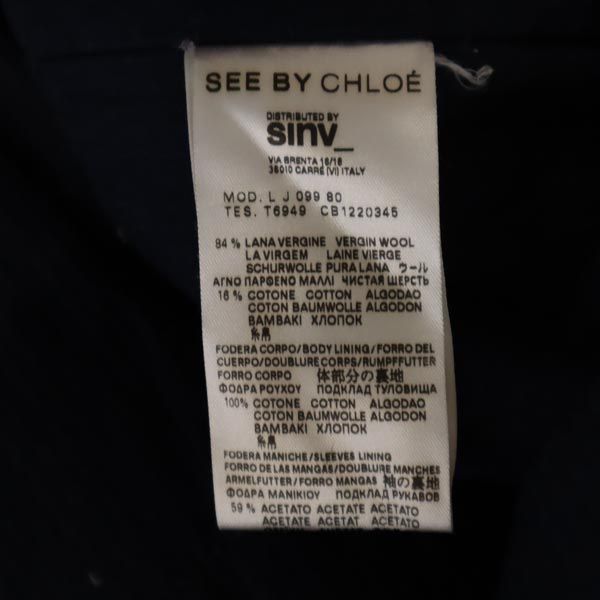 SEE BY CHLOÉ
DISTRIBUTED BY
sinv_
VIA BRENTA 16/18
36010 CARRÉ (VI) ITALY
MOD. L J 099 80
TES. T6949 CB1220345
84 % LANA VERGINE VERGIN WOOL
LA VIRGEM LAINE VIERGE
SCHURWOLLE PURA LANA ウール
ΑΓΝΟ ΠΑΡΘΕΝΟ ΜΑΛΛΙ ЧИСТАЯ ШЕРСТЬ
16 % COTONE COTTON ALGODAO
COTON BAUMWOLLE ALGODON
BAMBAKI ХЛОПОК
綿
FODERA CORPO/BODY LINING/FORRO DEL
CUERPO/DOUBLURE CORPS/RUMPFFUTTER
FORRO CORPO 体部分の裏地
ΦΟΔΡΑ ΡΟΥΧΟΥ ПОДКЛАД ТУЛОВИЩА
100% COTONE COTTON ALGODAO
COTON BAUMWOLLE ALGODON
BAMBAKI ХЛОПОК
綿
FODERA MANICHE/SLEEVES LINING
FORRO DE LAS MANGAS/DOUBLURE MANCHES
ARMELFUTTER/FORRO MANGAS 袖の裏地
ΦΟΔΡΑ ΜΑΝΙΚΙΟΥ ПОДКЛАД РУКАВОВ
59 % ACETATO ACETATE ACETATO
ACETATE ACETAT ACETATO